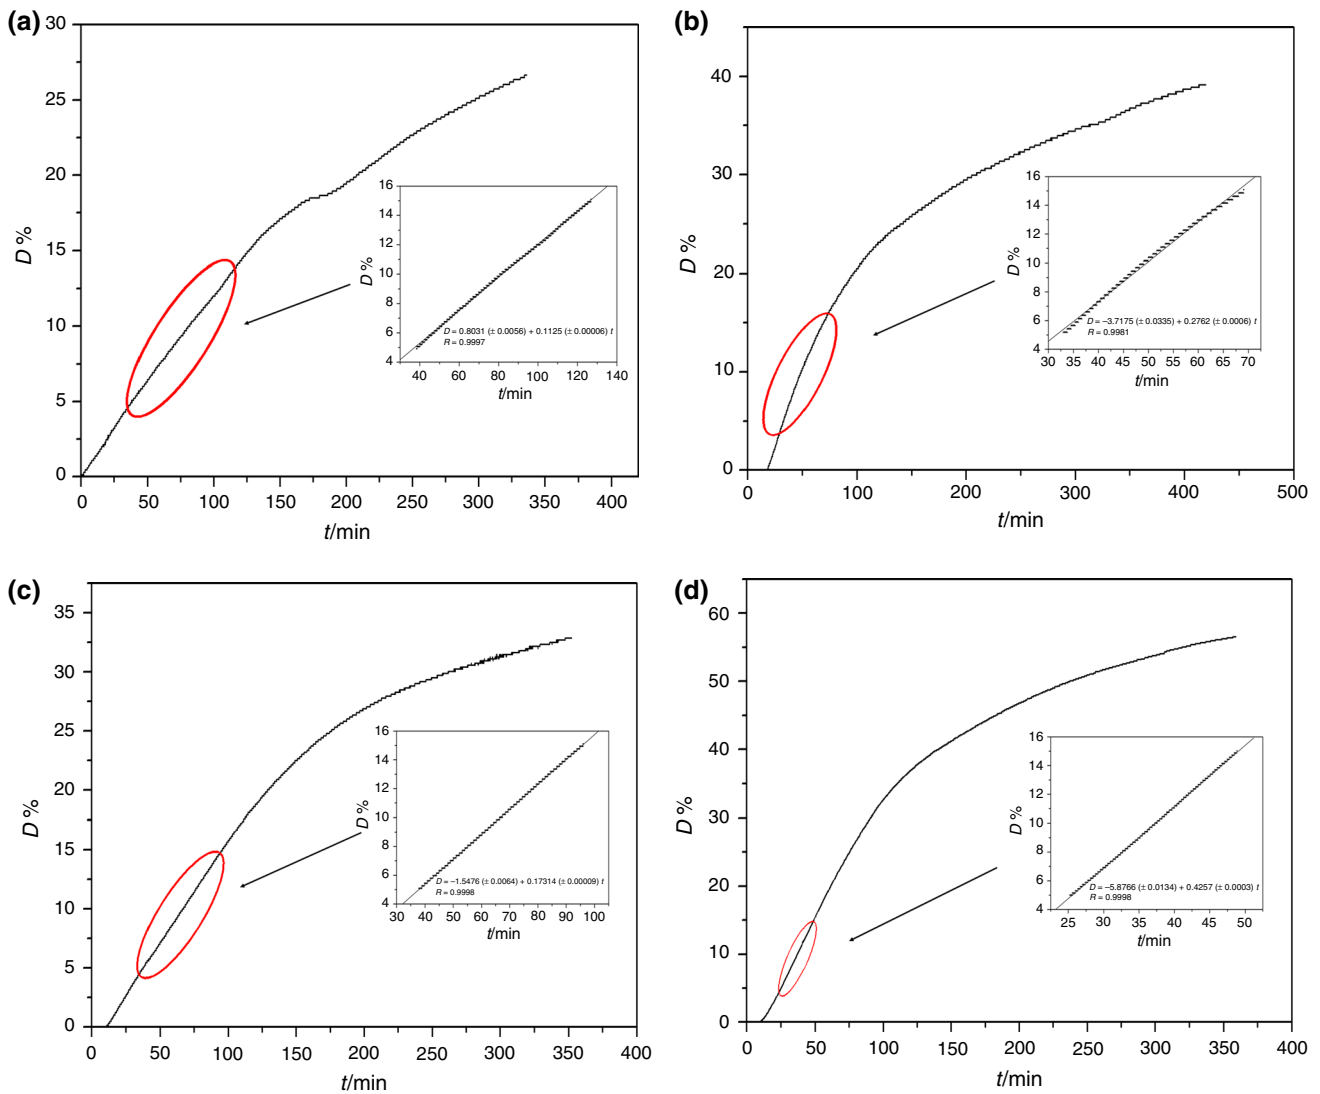 (a)
30
25
20
15
10
5
0
D %
0 50 100 150 200 250 300 350 400
t/min
16
14
12
10
8
6
4
D %
D = 0.8031 (± 0.0056) + 0.1125 (± 0.00006) t
R = 0.9997
40 60 80 100 120 140
t/min
(b)
40
30
20
10
0
D %
0 100 200 300 400 500
t/min
16
14
12
10
8
6
4
D %
D = –3.7175 (± 0.0335) + 0.2762 (± 0.0006) t
R = 0.9981
30 35 40 45 50 55 60 65 70
t/min
(c)
35
30
25
20
15
10
5
0
D %
0 50 100 150 200 250 300 350 400
t/min
16
14
12
10
8
6
4
D %
D = –1.5476 (± 0.0064) + 0.17314 (± 0.00009) t
R = 0.9998
30 40 50 60 70 80 90 100
t/min
(d)
60
50
40
30
20
10
0
D %
0 50 100 150 200 250 300 350 400
t/min
16
14
12
10
8
6
4
D %
D = –5.8766 (± 0.0134) + 0.4257 (± 0.0003) t
R = 0.9998
25 30 35 40 45 50
t/min